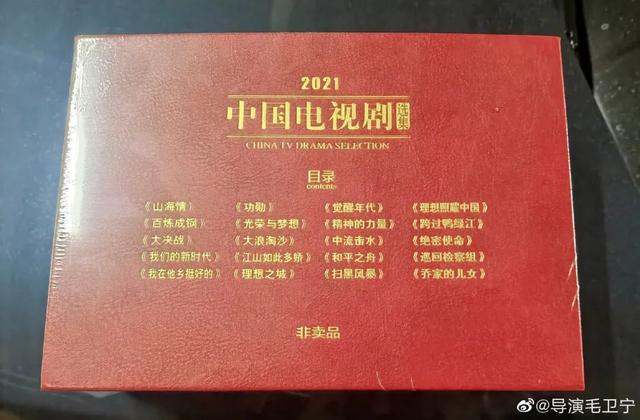 2021
中国电视剧 选集
CHINA TV DRAMA SELECTION
目录
contents
《山海情》 《功勋》 《觉醒年代》 《理想照耀中国》
《百炼成钢》 《光荣与梦想》 《精神的力量》 《跨过鸭绿江》
《大决战》 《大浪淘沙》 《中流击水》 《绝密使命》
《我们的新时代》 《江山如此多娇》 《和平之舟》 《巡回检察组》
《我在他乡挺好的》 《理想之城》 《扫黑风暴》 《乔家的儿女》
非卖品
@导演毛卫宁